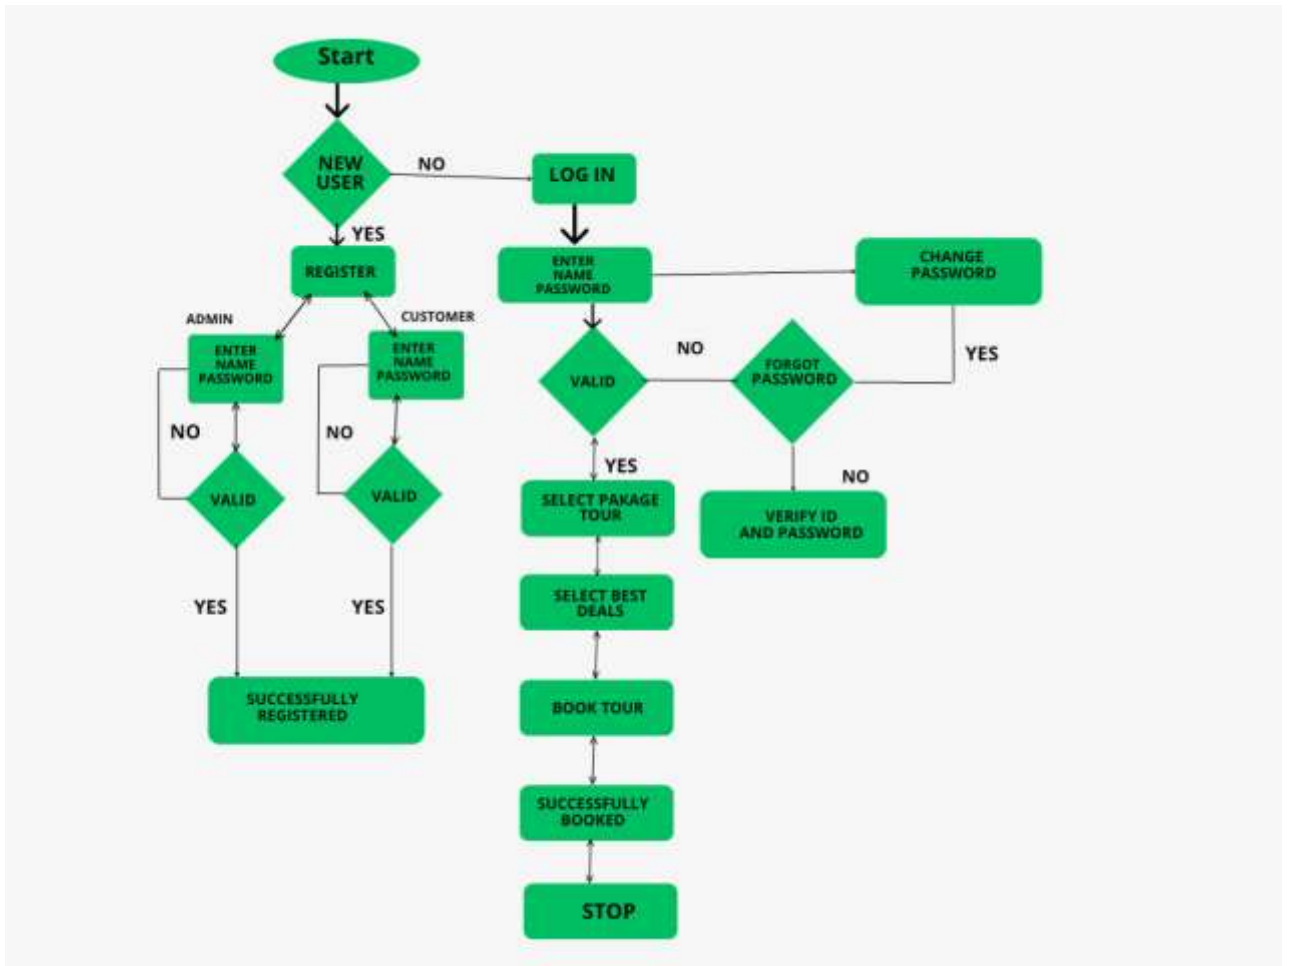 Start
NEW
USER
NO
LOG IN
YES
REGISTER
ENTER
NAME
PASSWORD
CHANGE
PASSWORD
ADMIN
CUSTOMER
ENTER
NAME
PASSWORD
ENTER
NAME
PASSWORD
NO
NO
VALID
VALID
YES
YES
SUCCESSFULLY
REGISTERED
VALID
NO
FORGOT
PASSWORD
YES
YES
NO
SELECT PAKAGE
TOUR
VERIFY ID
AND PASSWORD
SELECT BEST
DEALS
BOOK TOUR
SUCCESSFULLY
BOOKED
STOP